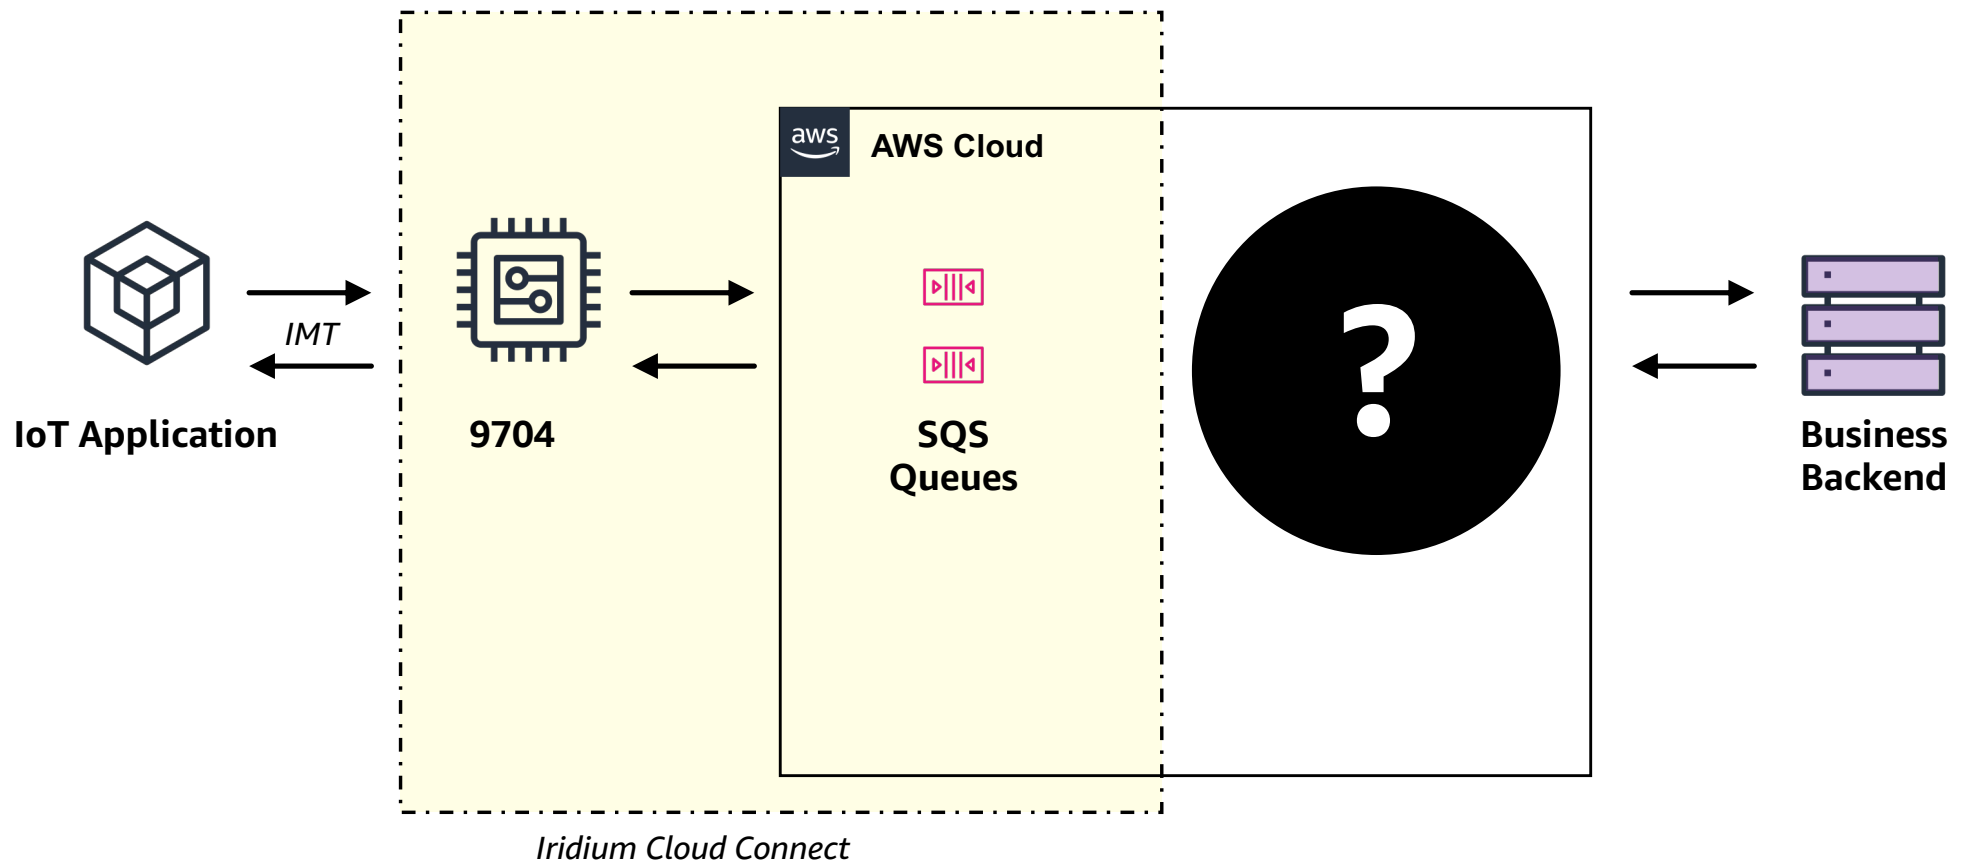 aws
AWS Cloud
IMT
?
IoT Application
9704
SQS
Queues
Business
Backend
Iridium Cloud Connect